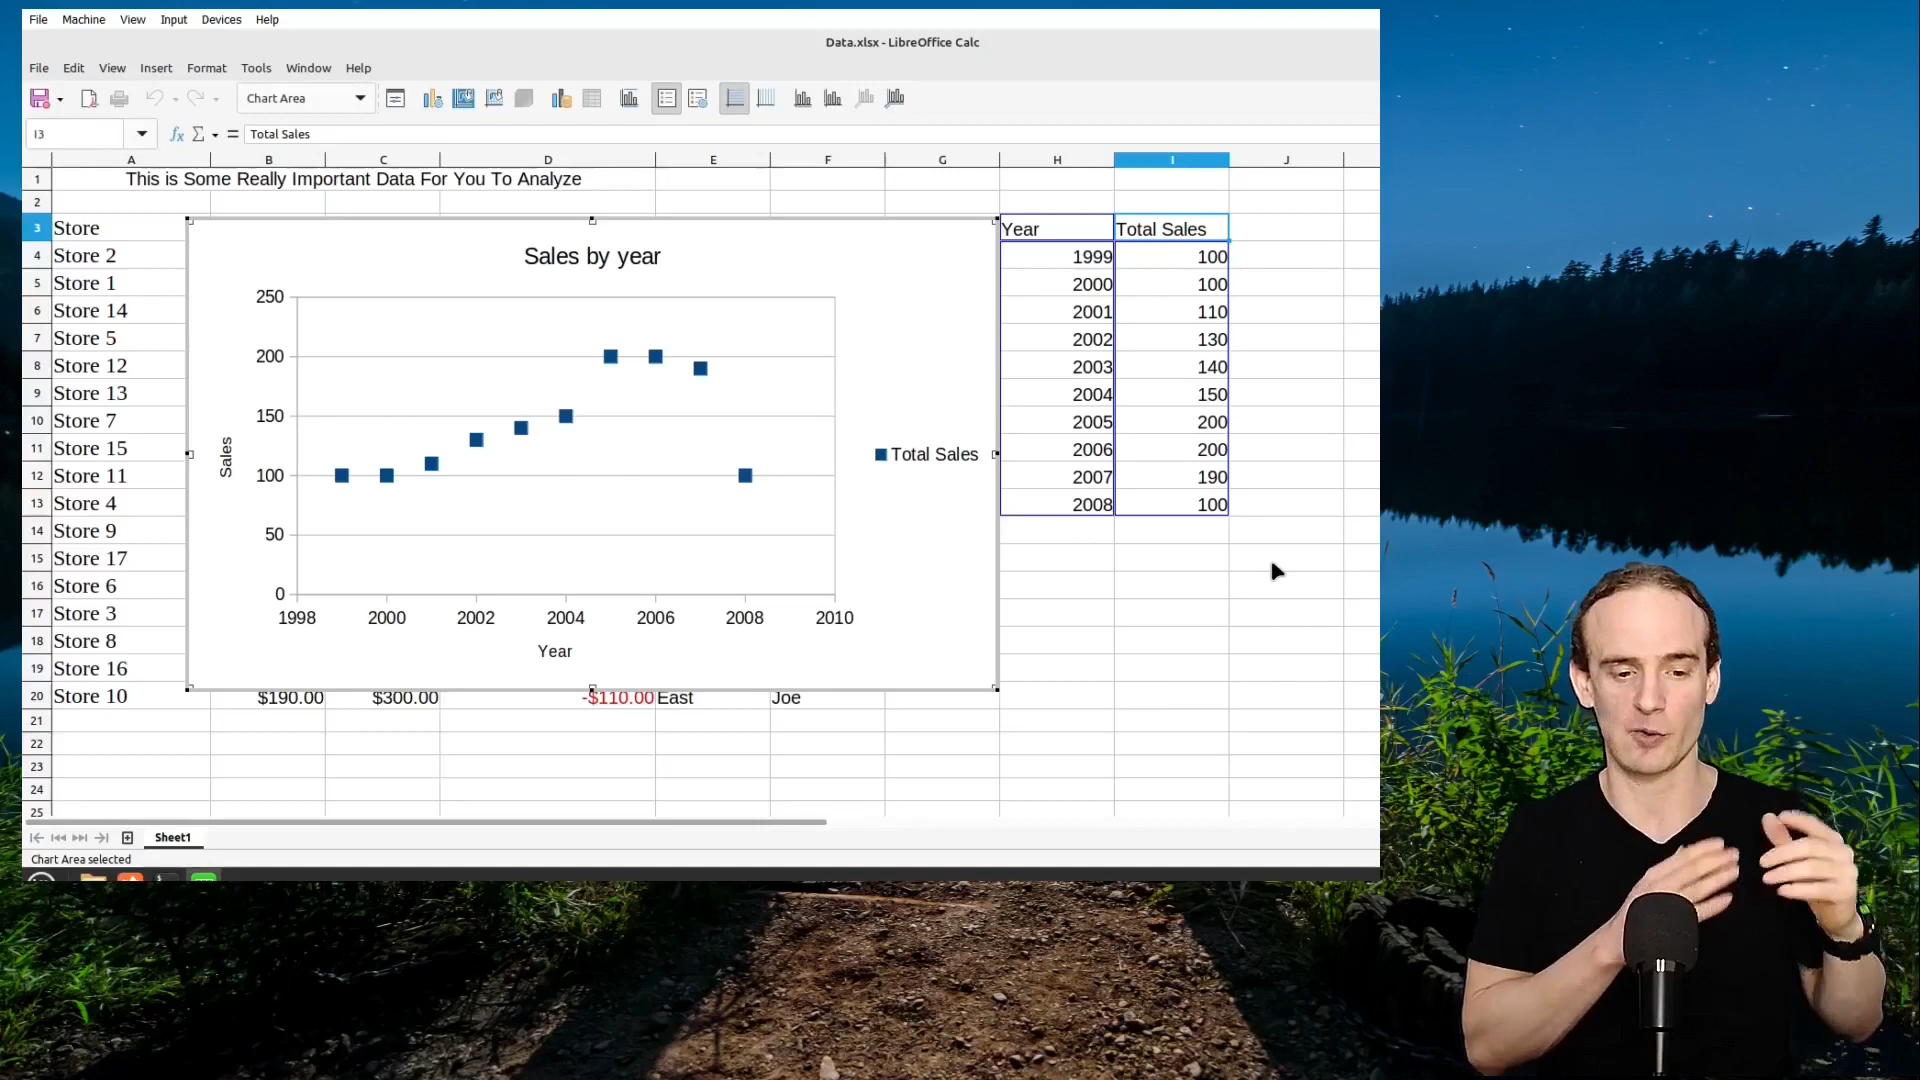 File Machine View Input Devices Help
Data.xlsx - LibreOffice Calc
File Edit View Insert Format Tools Window Help
Chart Area
I3
fx Σ = Total Sales
A B C D E F G H I J
1 This is Some Really Important Data For You To Analyze
2
3 Store Year Total Sales
4 Store 2 1999 100
5 Store 1 2000 100
6 Store 14 2001 110
7 Store 5 2002 130
8 Store 12 2003 140
9 Store 13 2004 150
10 Store 7 2005 200
11 Store 15 2006 200
12 Store 11 2007 190
13 Store 4 2008 100
14 Store 9
15 Store 17
16 Store 6
17 Store 3
18 Store 8
19 Store 16
20 Store 10 $190.00 $300.00 -$110.00 East Joe
21
22
23
24
25
Sales by year
250
200
150
100
50
0
Sales
1998 2000 2002 2004 2006 2008 2010
Year
Total Sales
Sheet1
Chart Area selected